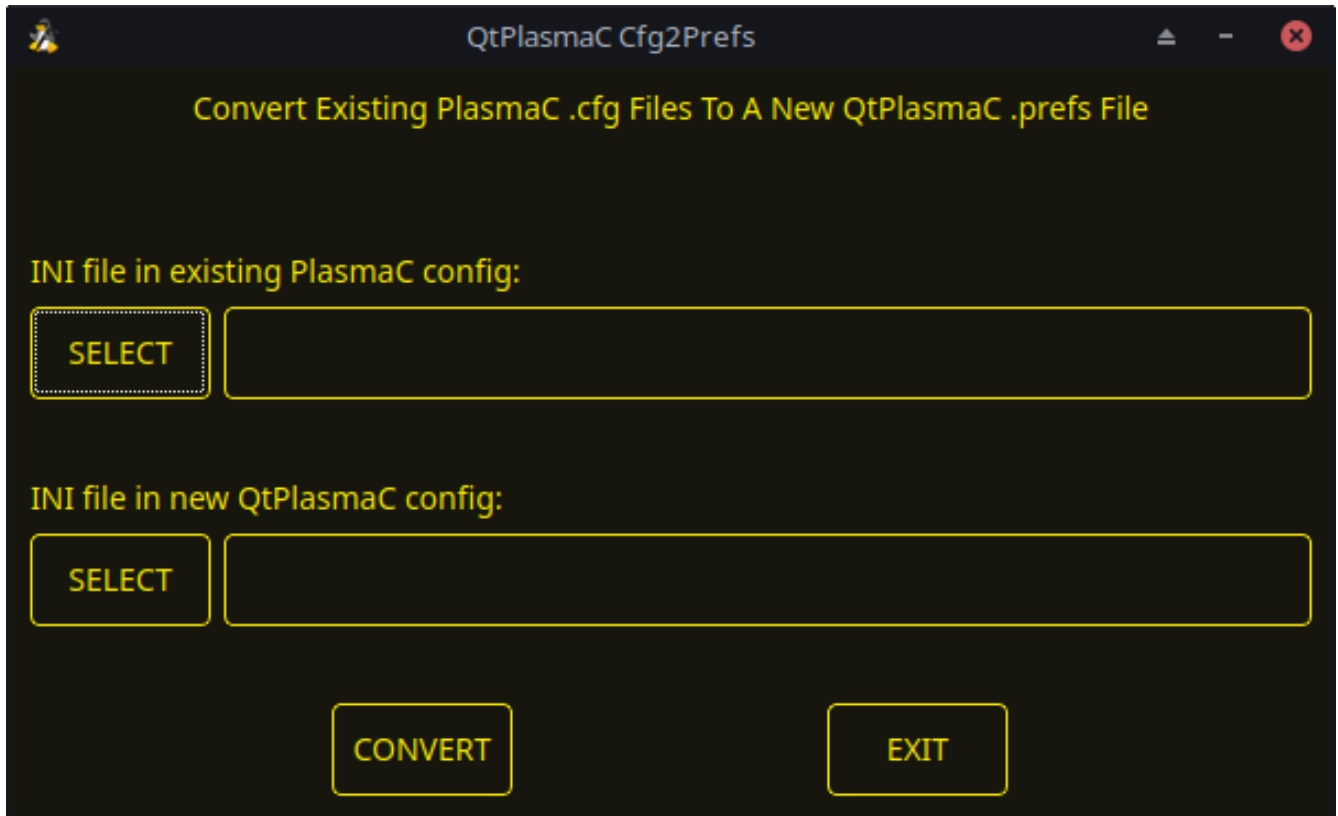 QtPlasmaC Cfg2Prefs
Convert Existing PlasmaC .cfg Files To A New QtPlasmaC .prefs File
INI file in existing PlasmaC config:
SELECT
INI file in new QtPlasmaC config:
SELECT
CONVERT EXIT